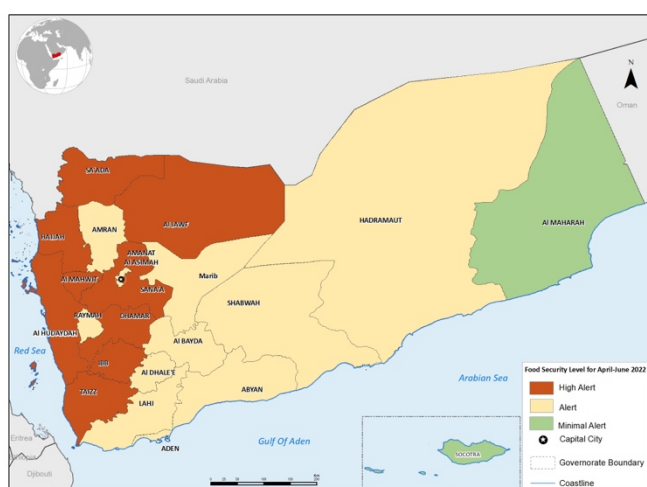 Saudi Arabia
N
Oman
SA'ADA
HAJJAH
AMRAN
Al JAWF
AMANAT
Al ASIMAH
Al MAHWIT
SANA'A
Marib
HADRAMAUT
Al MAHARAH
SHABWAH
RAYMAH
DHAMAR
Al HUDAYDAH
Red Sea
Al BAYDA
IBB
Al DHALE'E
TAIZZ
LAHJ
ABYAN
ADEN
Arabian Sea
Gulf Of Aden
SOCOTRA
Eritrea
Djibouti
Food Security Level for April-June 2022
High Alert
Alert
Minimal Alert
Capital City
Governorate Boundary
Coastline